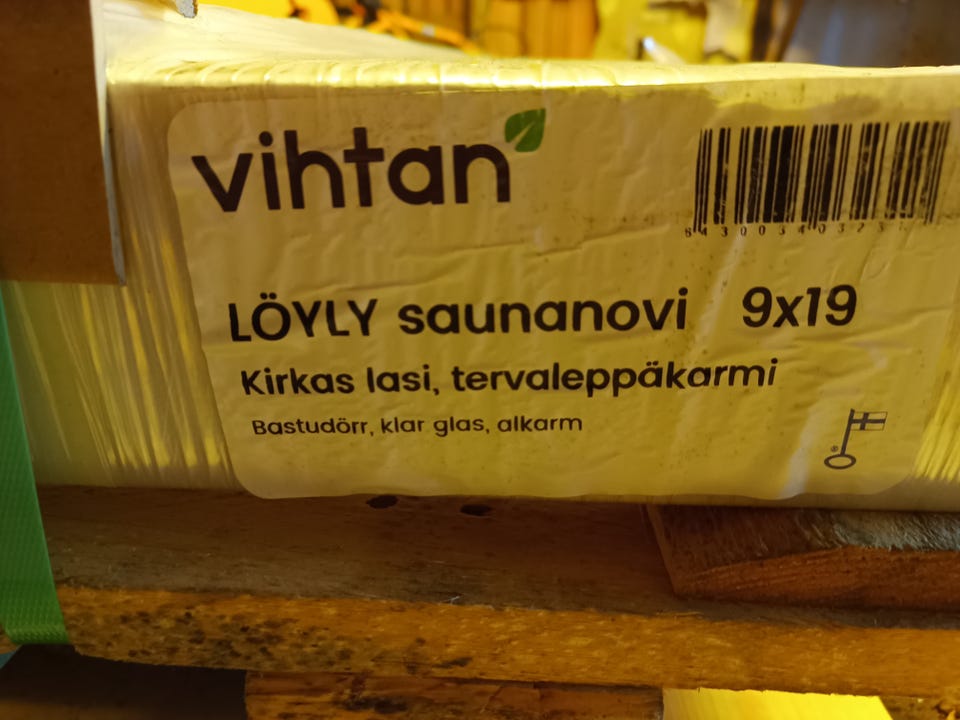 vihtan
LÖYLY saunanovi 9x19
Kirkas lasi, tervaleppäkarmi
Bastudörr, klar glas, alkarm
®